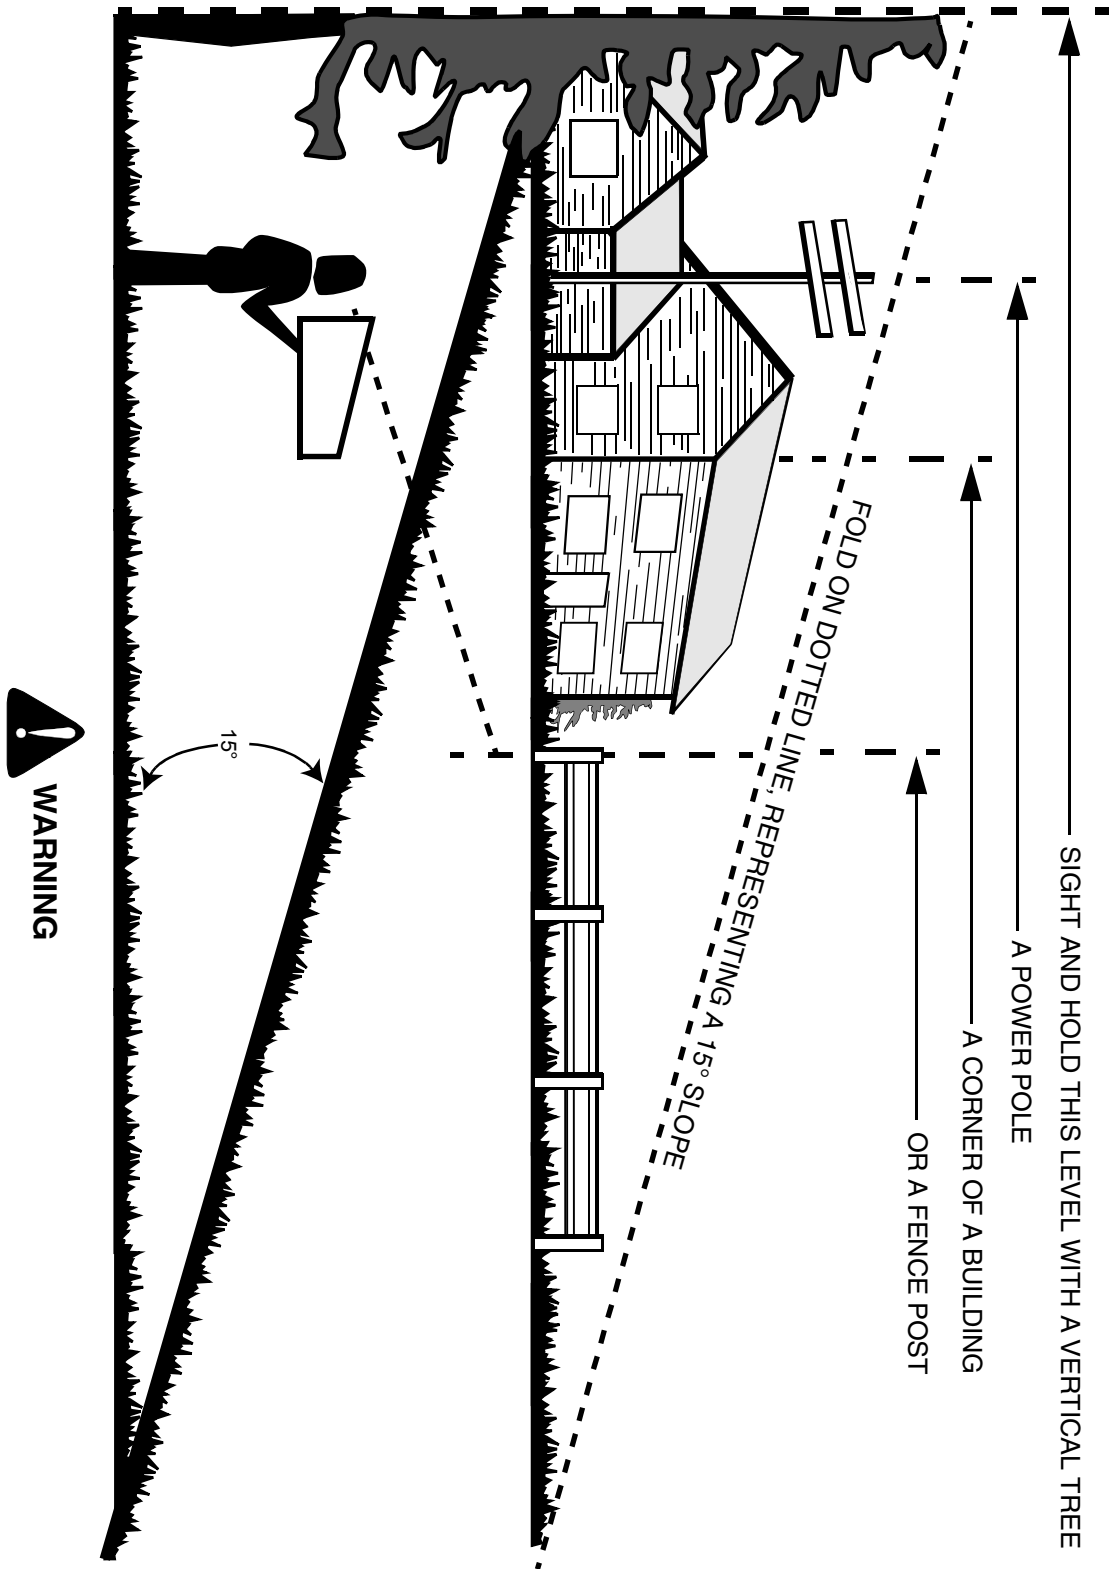 SIGHT AND HOLD THIS LEVEL WITH A VERTICAL TREE
A POWER POLE
A CORNER OF A BUILDING
OR A FENCE POST
FOLD ON DOTTED LINE, REPRESENTING A 15° SLOPE
15°
WARNING